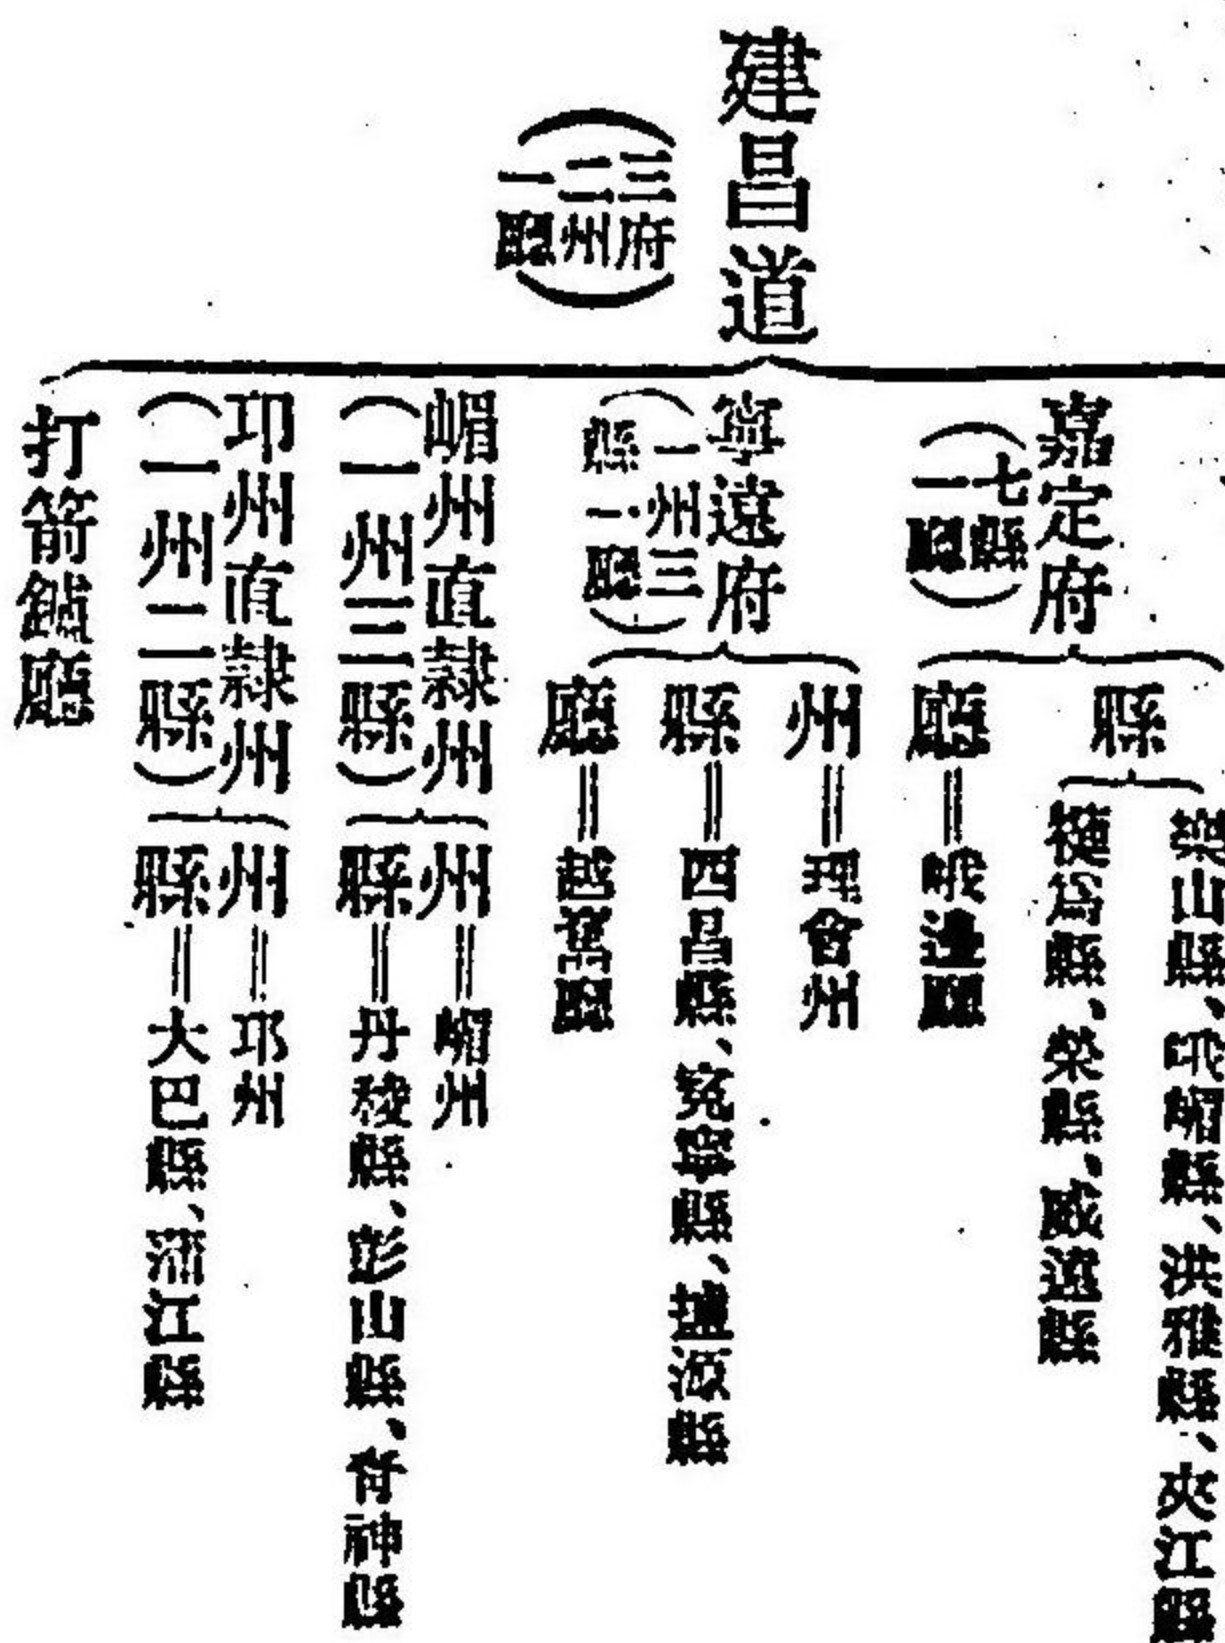 建昌道
(三府
二州
一廳)
嘉定府
(七縣
一廳)
縣
樂山縣、峨嵋縣、洪雅縣、夾江縣
犍爲縣、榮縣、威遠縣
廳=峨邊廳
寧遠府
(一州三
縣一廳)
州=理會州
縣=西昌縣、冕寧縣、鹽源縣
廳=越嶲廳
嵋州直隷州
(一州三縣)
州=嵋州
縣=丹稜縣、彭山縣、青神縣
卭州直隷州
(一州二縣)
州=邛州
縣=大邑縣、蒲江縣
打箭鑪廳